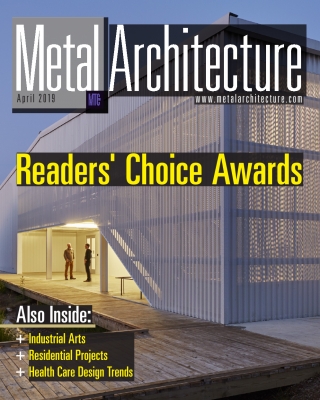 Metal Architecture
April 2019
www.metalarchitecture.com
Readers' Choice Awards
Also Inside:
+ Industrial Arts
+ Residential Projects
+ Health Care Design Trends